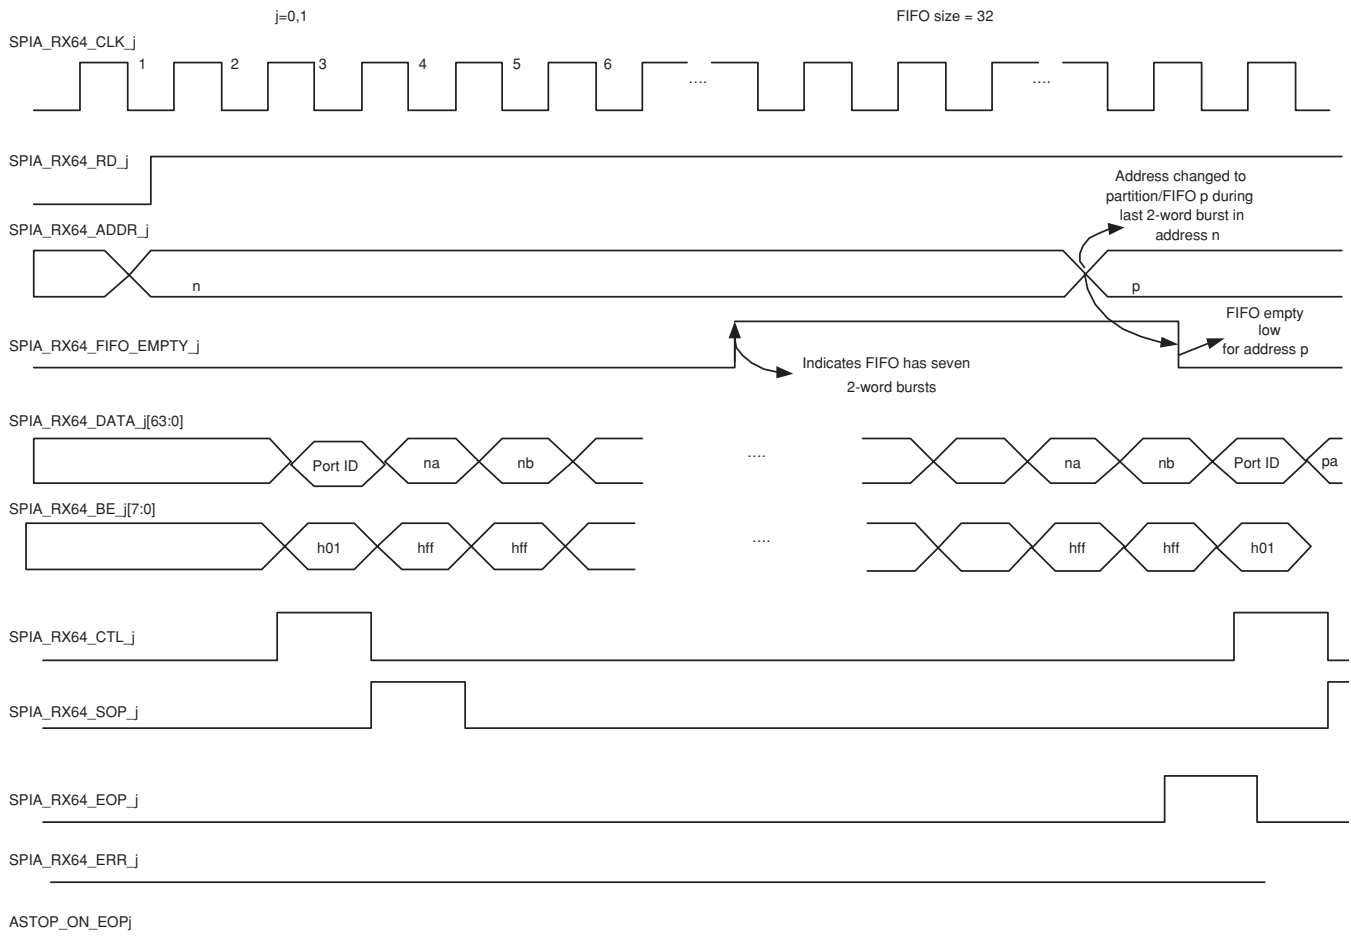 j=0,1
FIFO size = 32
SPIA_RX64_CLK_j
1 2 3 4 5 6 .... ....
SPIA_RX64_RD_j
Address changed to
partition/FIFO p during
last 2-word burst in
address n
SPIA_RX64_ADDR_j
n
p
SPIA_RX64_FIFO_EMPTY_j
FIFO empty
low
for address p
Indicates FIFO has seven
2-word bursts
SPIA_RX64_DATA_j[63:0]
Port ID na nb .... na nb Port ID pa
SPIA_RX64_BE_j[7:0]
h01 hff hff .... hff hff h01
SPIA_RX64_CTL_j
SPIA_RX64_SOP_j
SPIA_RX64_EOP_j
SPIA_RX64_ERR_j
ASTOP_ON_EOPj